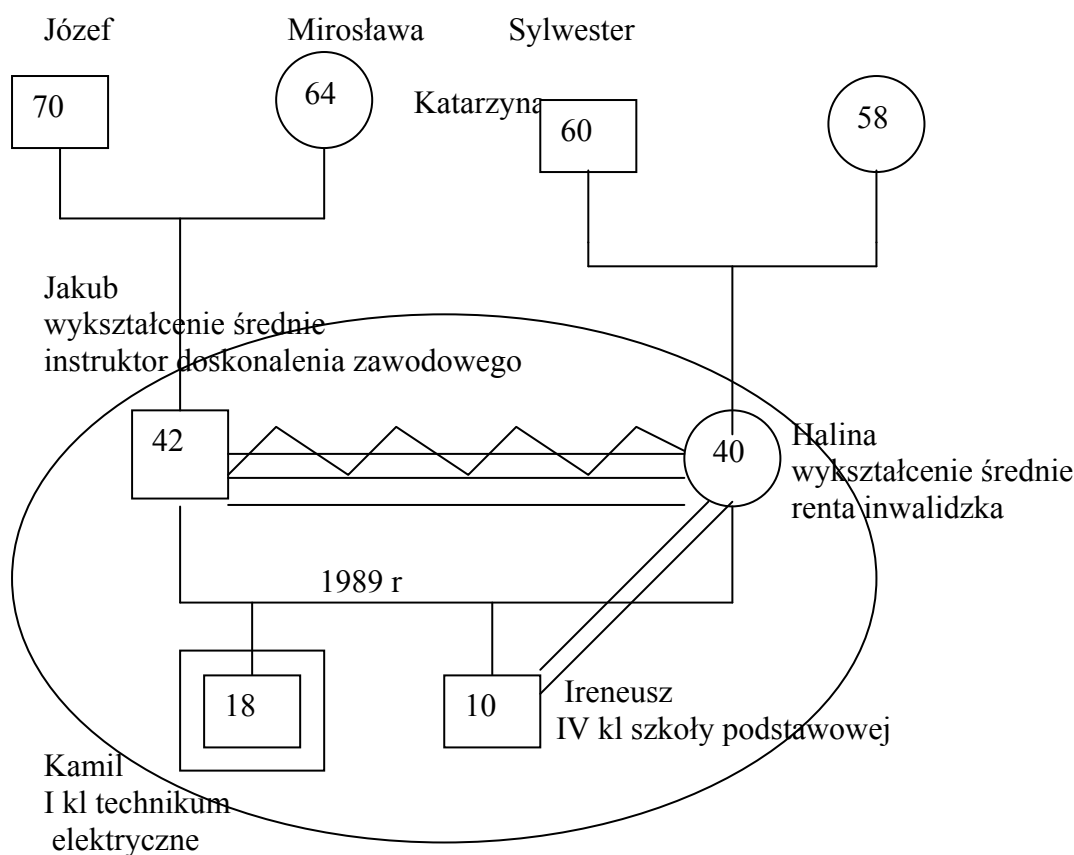 Józef Mirosława Sylwester
70
64
Katarzyna
60
58
Jakub
wykształcenie średnie
instruktor doskonalenia zawodowego
42
40
Halina
wykształcenie średnie
renta inwalidzka
1989 r
18
10
Ireneusz
IV kl szkoły podstawowej
Kamil
I kl technikum
elektryczne